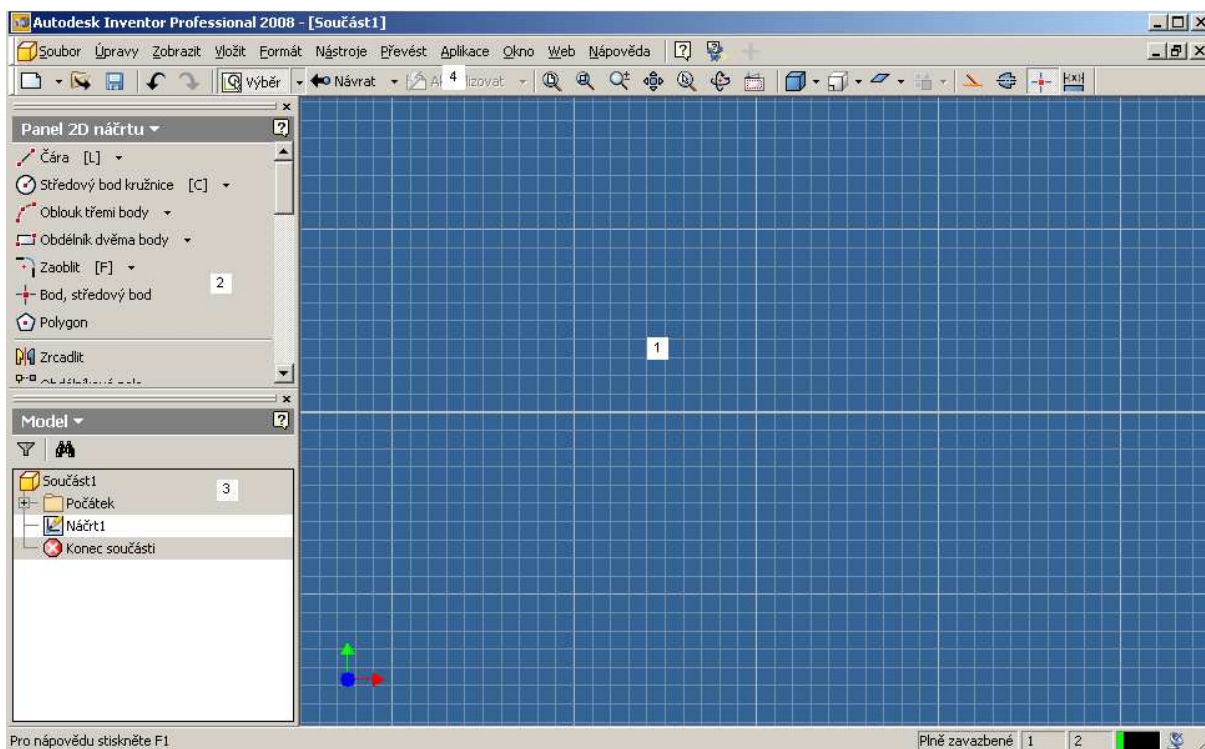 Autodesk Inventor Professional 2008 - [Součást1]
Soubor Úpravy Zobrazit Vložit Formát Nástroje Převést Aplikace Okno Web Nápověda
Výběr Návrat 4
Panel 2D náčrtu
Čára [L]
Středový bod kružnice [C]
Oblouk třemi body
Obdélník dvěma body
Zaoblit [F]
2
Bod, středový bod
Polygon
Zrcadlit
1
Model
Součást1
3
Počátek
Náčrt1
Konec součásti
Pro nápovědu stiskněte F1
Plně zavazbené 1 2